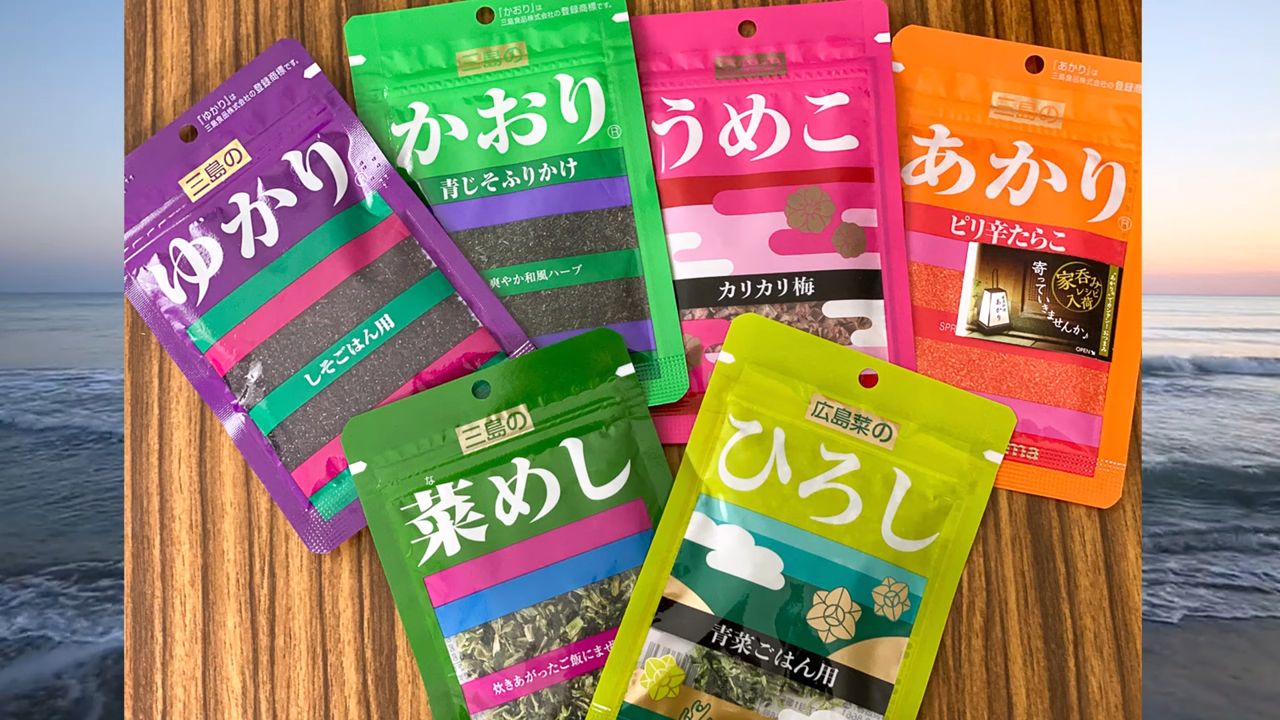 「ゆかり」は
三島食品株式会社の登録商標です。
三島の
ゆかり
しそごはん用
「かおり」は
三島食品株式会社の登録商標です。
三島の
かおり®
青じそふりかけ
爽やか和風ハーブ
三島の
うめこ
カリカリ梅
「あかり」は
三島食品株式会社の登録商標
三島の
あかり®
ピリ辛たらこ
寄っていきませんか♪
家呑み
レシピ
入荷
あかり
OPEN
SPR
ma
三島の
な
菜めし
炊きあがったご飯にまぜ
広島菜の
ひろし
青菜ごはん用